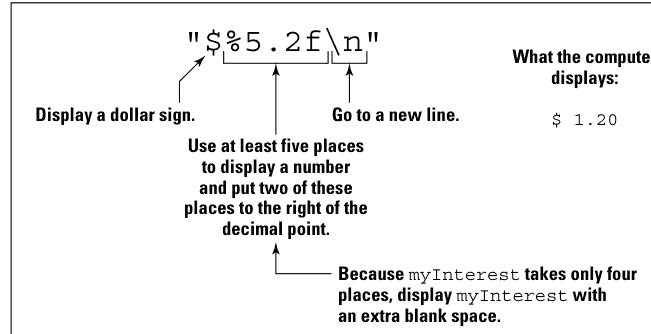 "$%5.2f\n"
What the compute
displays:
Display a dollar sign.
Go to a new line.
$ 1.20
Use at least five places
to display a number
and put two of these
places to the right of the
decimal point.
Because myInterest takes only four
places, display myInterest with
an extra blank space.